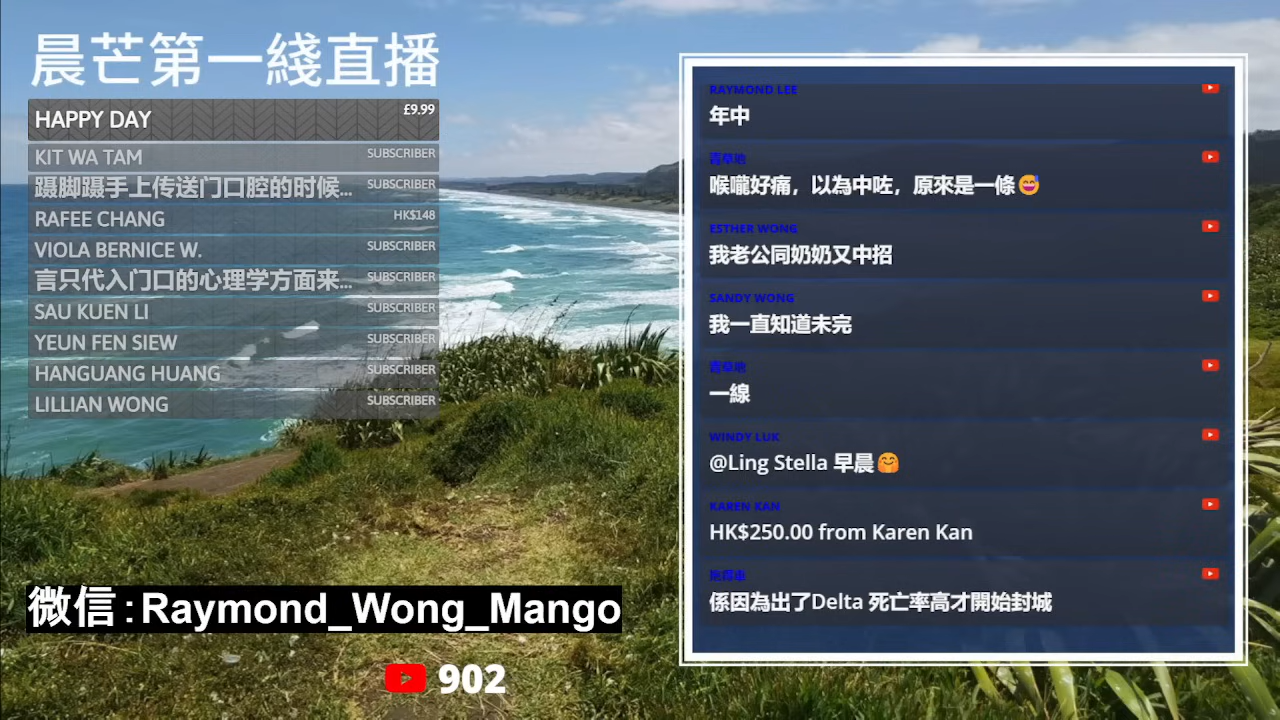 晨芒第一綫直播
HAPPY DAY £9.99
KIT WA TAM SUBSCRIBER
蹑脚蹑手上传送门口腔的时候... SUBSCRIBER
RAFEE CHANG HK$148
VIOLA BERNICE W. SUBSCRIBER
言只代入门口的心理学方面来... SUBSCRIBER
SAU KUEN LI SUBSCRIBER
YEUN FEN SIEW SUBSCRIBER
HANGUANG HUANG SUBSCRIBER
LILLIAN WONG SUBSCRIBER
微信:Raymond_Wong_Mango
902
RAYMOND LEE
年中
青草地
喉嚨好痛，以為中咗，原來是一條😅
ESTHER WONG
我老公同奶奶又中招
SANDY WONG
我一直知道未完
青草地
一線
WINDY LUK
@Ling Stella 早晨🤗
KAREN KAN
HK$250.00 from Karen Kan
係因為出了Delta 死亡率高才開始封城